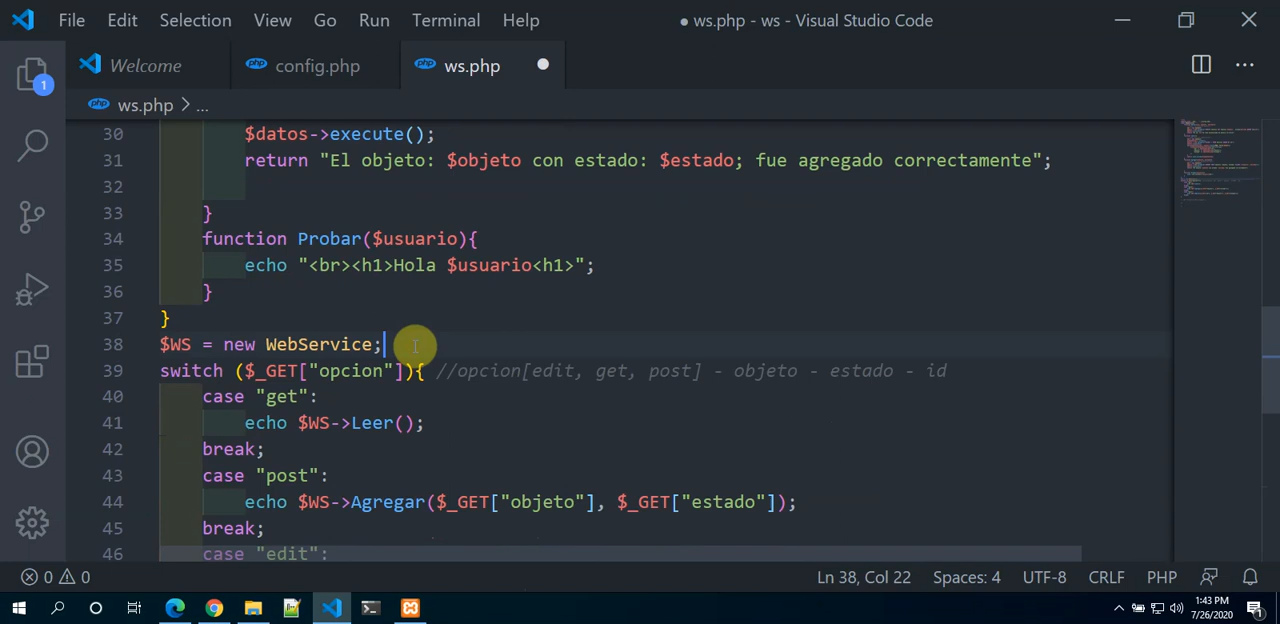 File Edit Selection View Go Run Terminal Help ● ws.php - ws - Visual Studio Code
Welcome config.php ws.php
1
ws.php > ...
30 $datos->execute();
31 return "El objeto: $objeto con estado: $estado; fue agregado correctamente";
32
33 }
34 function Probar($usuario){
35 echo "<br><h1>Hola $usuario<h1>";
36 }
37 }
38 $WS = new WebService;
39 switch ($_GET["opcion"]){ //opcion[edit, get, post] - objeto - estado - id
40 case "get":
41 echo $WS->Leer();
42 break;
43 case "post":
44 echo $WS->Agregar($_GET["objeto"], $_GET["estado"]);
45 break;
46 case "edit":
0 0 Ln 38, Col 22 Spaces: 4 UTF-8 CRLF PHP
1:43 PM
7/26/2020
1